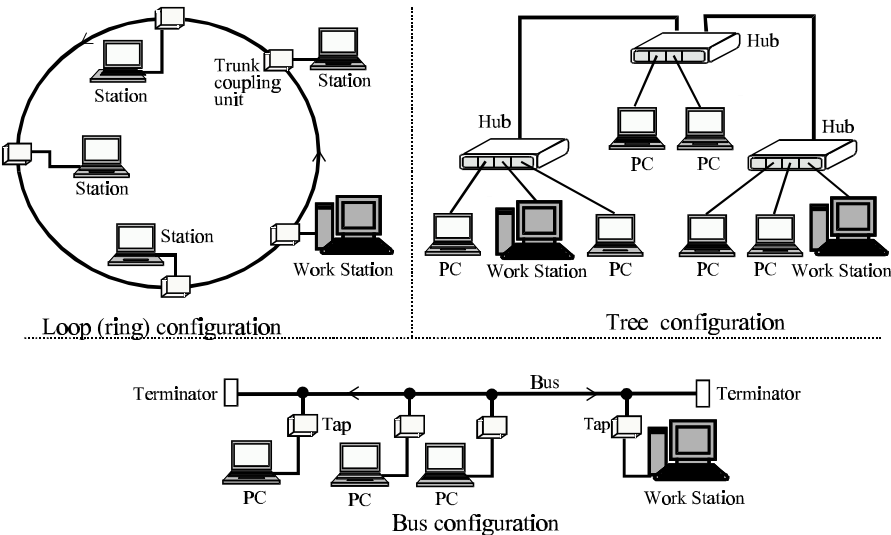 Station
Trunk
coupling
unit
Station
Station
Station
Work Station
Loop (ring) configuration
Hub
PC
PC
Hub
PC
Work Station
PC
Hub
PC
PC
Work Station
Tree configuration
Terminator
Bus
Terminator
Tap
Tap
PC
PC
PC
Work Station
Bus configuration